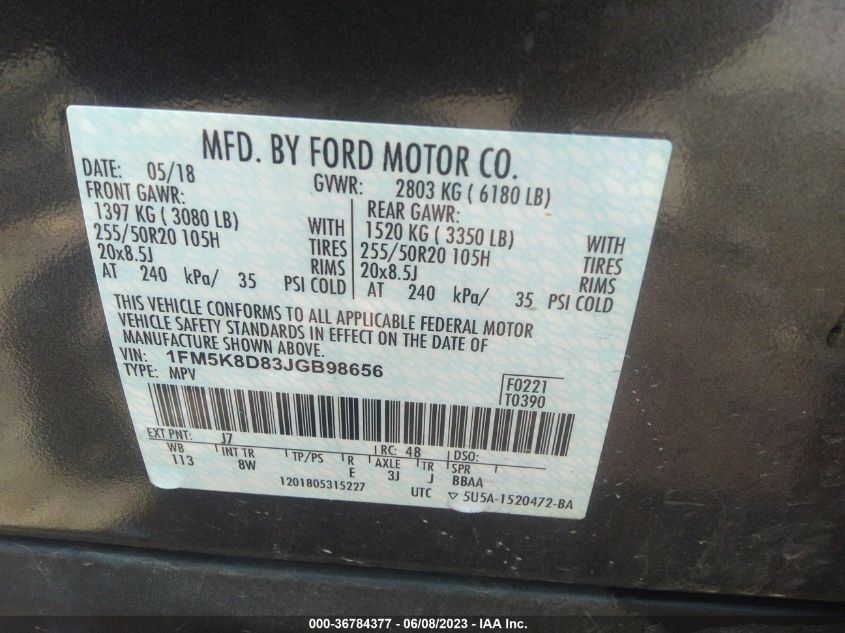 MFD. BY FORD MOTOR CO.
DATE: 05/18 GVWR: 2803 KG ( 6180 LB)
FRONT GAWR: REAR GAWR:
1397 KG ( 3080 LB) WITH 1520 KG ( 3350 LB) WITH
255/50R20 105H TIRES 255/50R20 105H TIRES
20x8.5J RIMS 20x8.5J RIMS
AT 240 kPa/ 35 PSI COLD AT 240 kPa/ 35 PSI COLD
THIS VEHICLE CONFORMS TO ALL APPLICABLE FEDERAL MOTOR
VEHICLE SAFETY STANDARDS IN EFFECT ON THE DATE OF
MANUFACTURE SHOWN ABOVE.
VIN: 1FM5K8D83JGB98656
TYPE: MPV F0221
T0390
EXT PNT: J7 RC: 48 DSO:
WB INT TR TP/PS R AXLE TR SPR
113 8W E 3J J BBAA
1201805315227 UTC ▽ 5U5A-1520472-BA
000-36784377 - 06/08/2023 - IAA Inc.